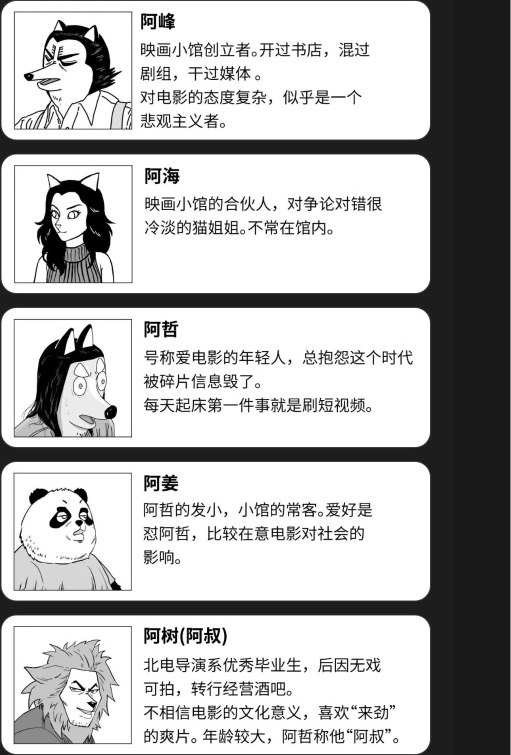 阿峰
映画小馆创立者。开过书店，混过
剧组，干过媒体 。
对电影的态度复杂，似乎是一个
悲观主义者。
阿海
映画小馆的合伙人，对争论对错很
冷淡的猫姐姐。不常在馆内。
阿哲
号称爱电影的年轻人，总抱怨这个时代
被碎片信息毁了。
每天起床第一件事就是刷短视频。
阿姜
阿哲的发小，小馆的常客。爱好是
怼阿哲，比较在意电影对社会的
影响。
阿树(阿叔)
北电导演系优秀毕业生，后因无戏
可拍，转行经营酒吧。
不相信电影的文化意义，喜欢“来劲”
的爽片。年龄较大，阿哲称他“阿叔”。